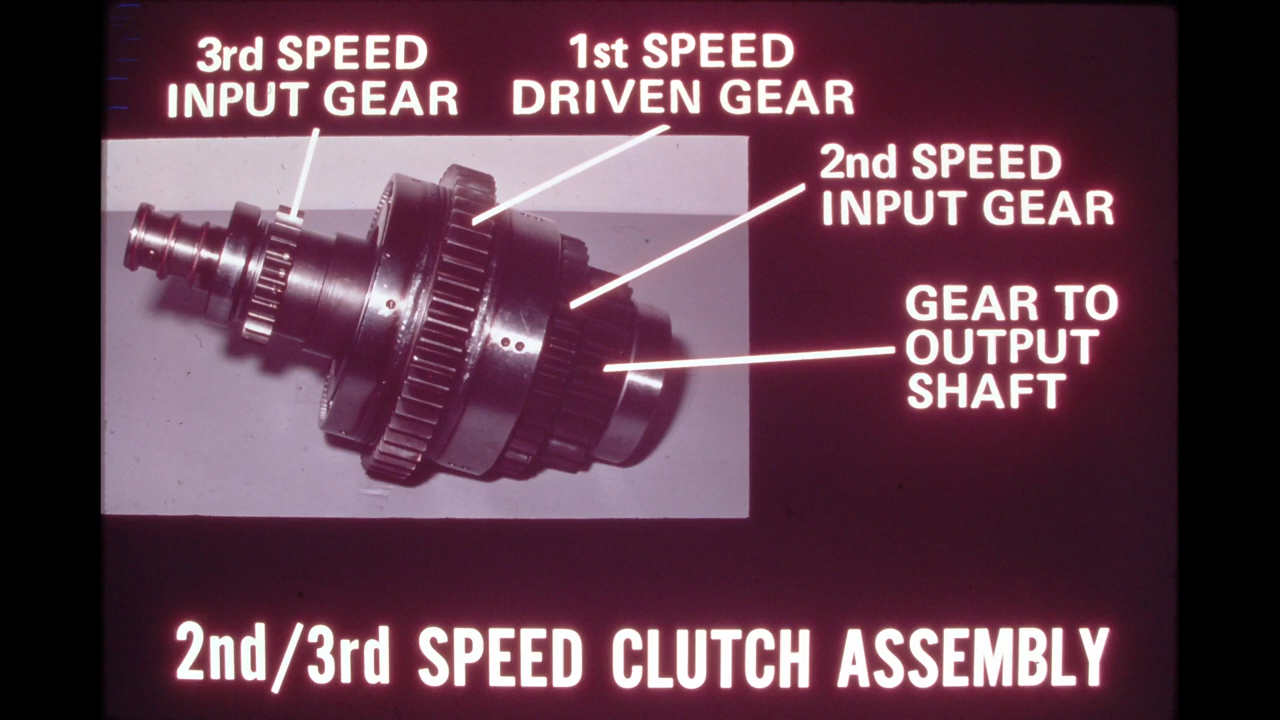 3rd SPEED
INPUT GEAR
1st SPEED
DRIVEN GEAR
2nd SPEED
INPUT GEAR
GEAR TO
OUTPUT
SHAFT
2nd/3rd SPEED CLUTCH ASSEMBLY